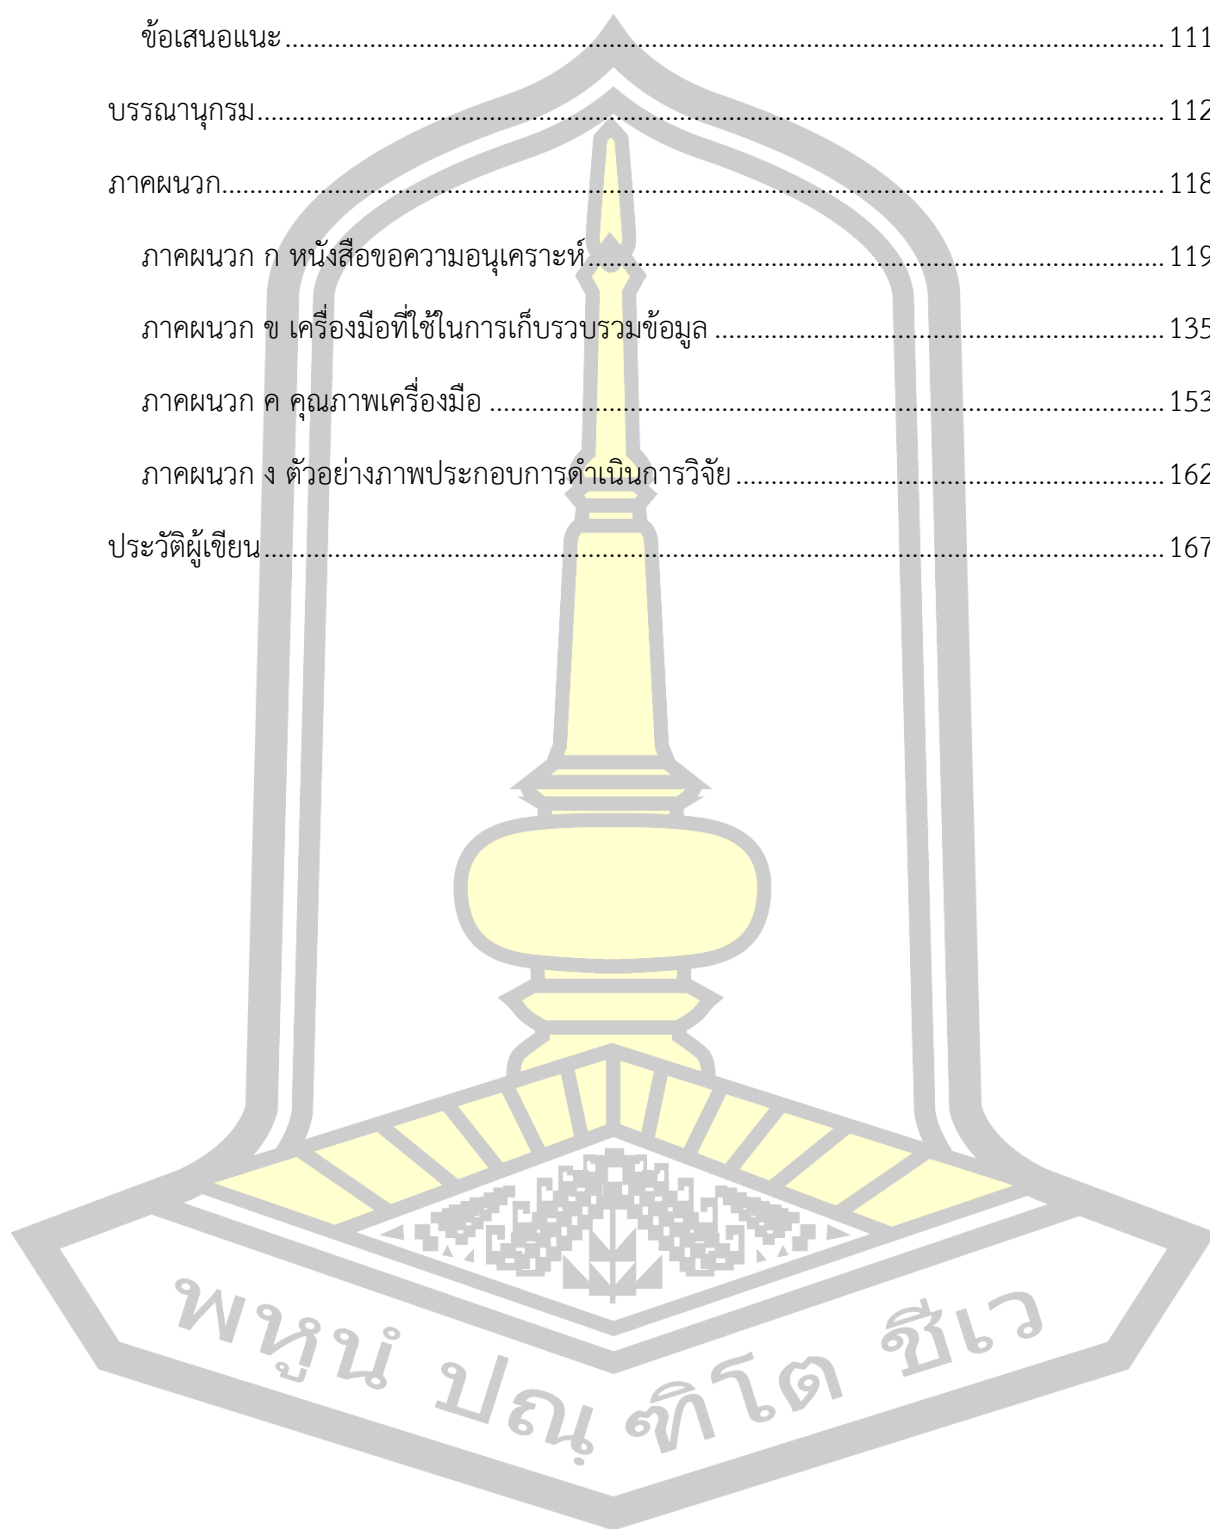 ข้อเสนอแนะ........................................................................................................... 111
บรรณานุกรม............................................................................................................... 112
ภาคผนวก.................................................................................................................... 118
ภาคผนวก ก หนังสือขอความอนุเคราะห์...................................................................... 119
ภาคผนวก ข เครื่องมือที่ใช้ในการเก็บรวบรวมข้อมูล ....................................................... 135
ภาคผนวก ค คุณภาพเครื่องมือ .................................................................................. 153
ภาคผนวก ง ตัวอย่างภาพประกอบการดำเนินการวิจัย.................................................... 162
ประวัติผู้เขียน.............................................................................................................. 167
พหูนํ ปณฺฑิโต ชีเว